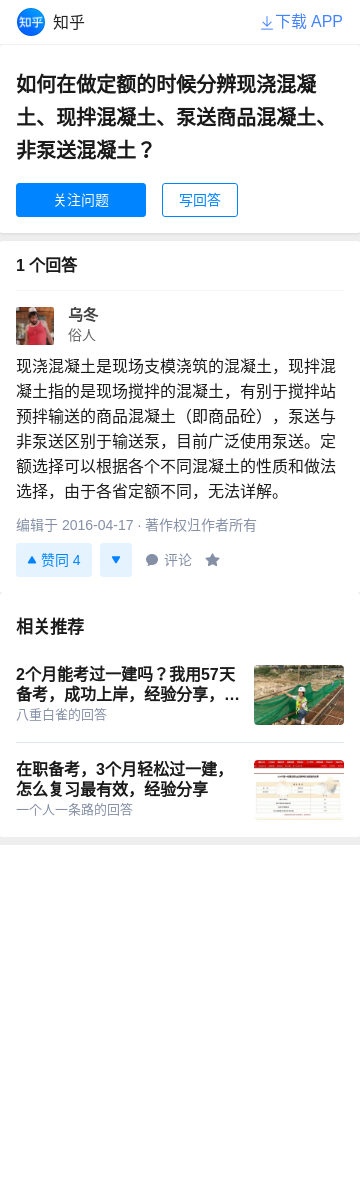 知乎 知乎 下载 APP
如何在做定额的时候分辨现浇混凝
土、现拌混凝土、泵送商品混凝土、
非泵送混凝土？
关注问题 写回答
1 个回答
乌冬
俗人
现浇混凝土是现场支模浇筑的混凝土，现拌混
凝土指的是现场搅拌的混凝土，有别于搅拌站
预拌输送的商品混凝土（即商品砼），泵送与
非泵送区别于输送泵，目前广泛使用泵送。定
额选择可以根据各个不同混凝土的性质和做法
选择，由于各省定额不同，无法详解。
编辑于 2016-04-17 · 著作权归作者所有
赞同 4 评论
相关推荐
2个月能考过一建吗？我用57天
备考，成功上岸，经验分享，…
八重白雀的回答
在职备考，3个月轻松过一建，
怎么复习最有效，经验分享
一个人一条路的回答